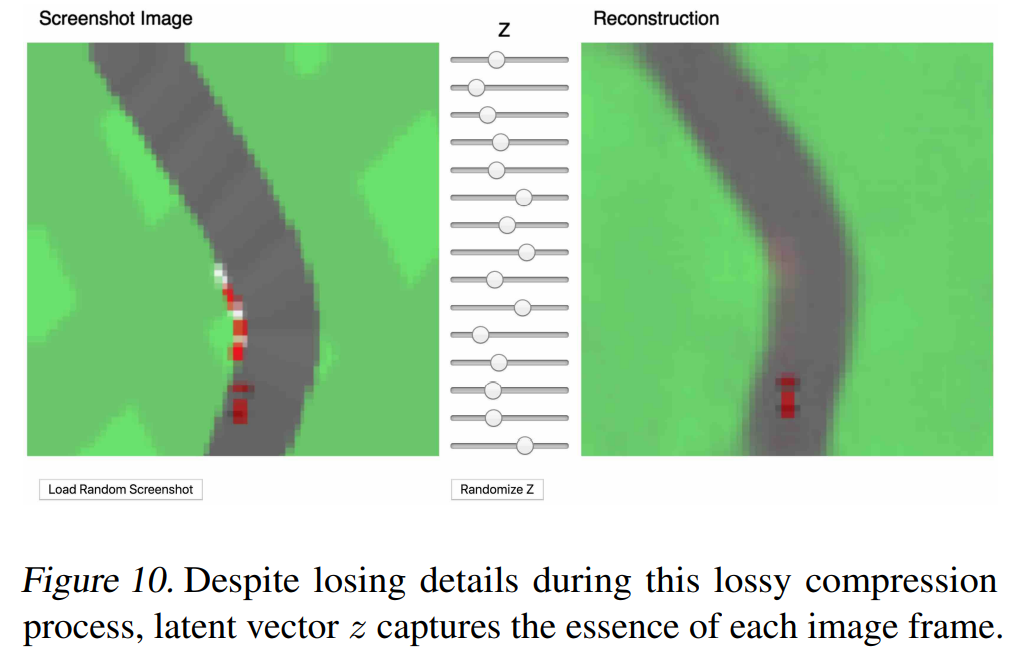 Screenshot Image
Z
Reconstruction
Load Random Screenshot
Randomize Z
Figure 10. Despite losing details during this lossy compression
process, latent vector z captures the essence of each image frame.